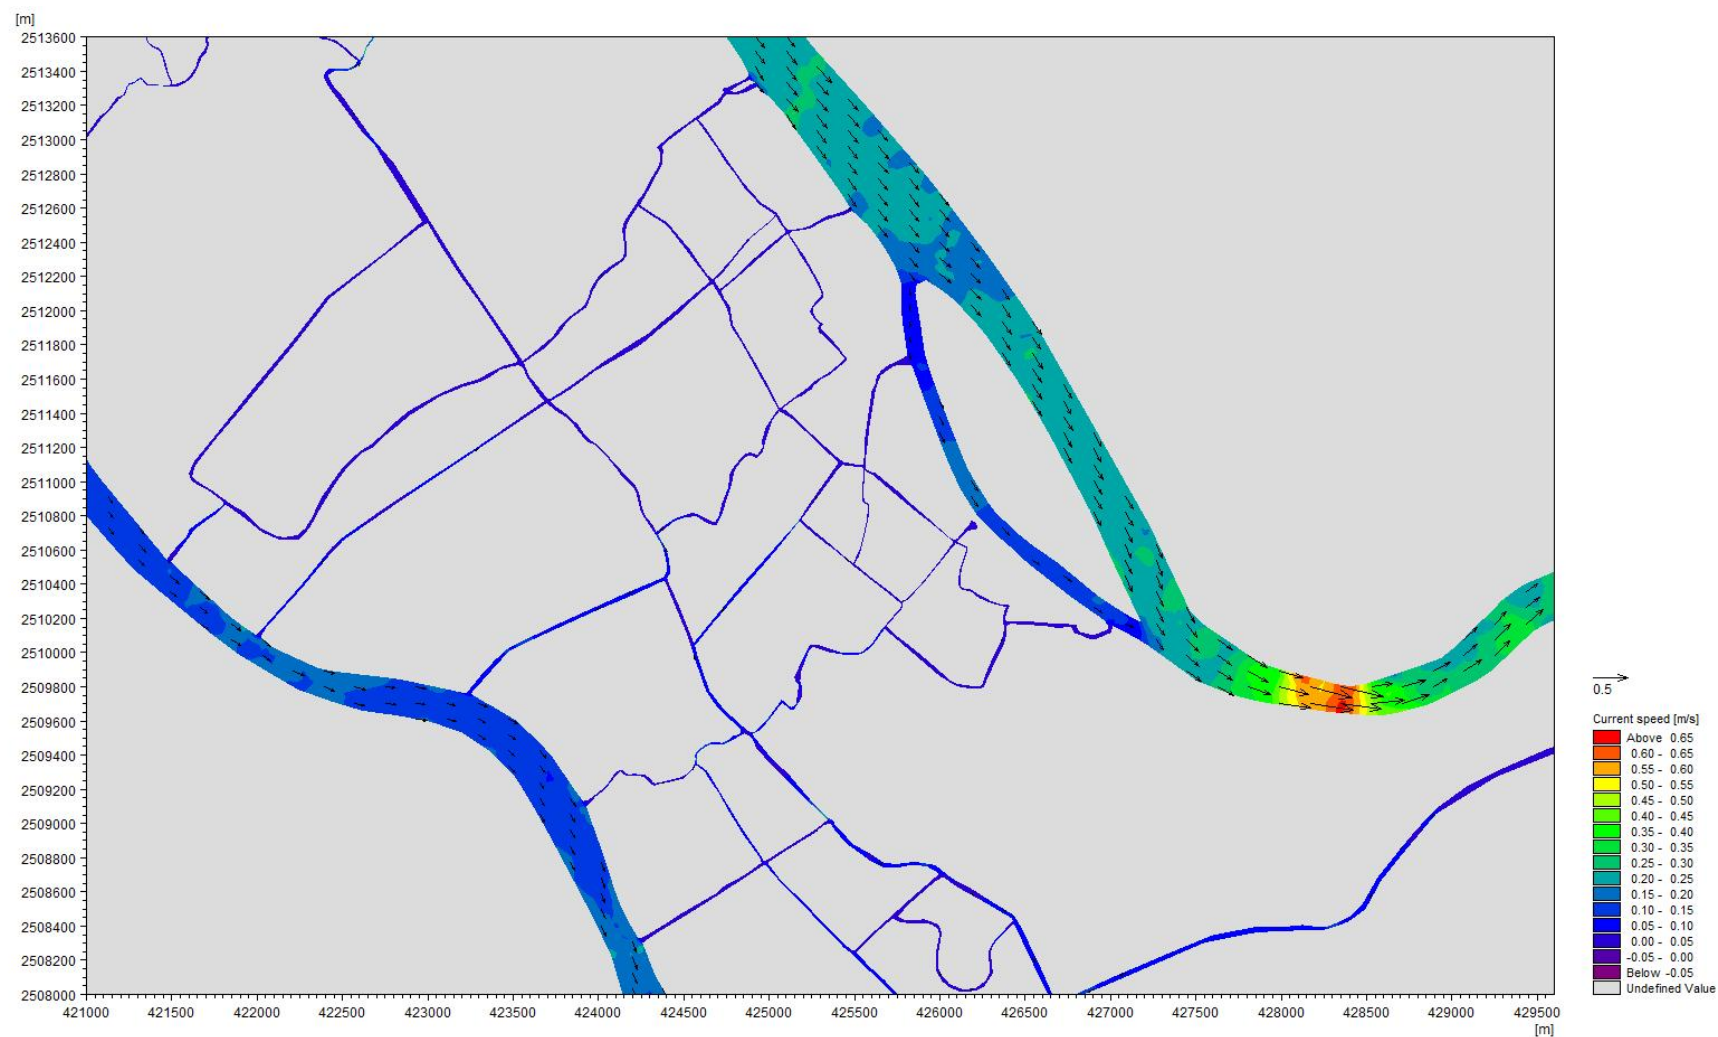 [m]
2513600
2513400
2513200
2513000
2512800
2512600
2512400
2512200
2512000
2511800
2511600
2511400
2511200
2511000
2510800
2510600
2510400
2510200
2510000
2509800
2509600
2509400
2509200
2509000
2508800
2508600
2508400
2508200
2508000
421000 421500 422000 422500 423000 423500 424000 424500 425000 425500 426000 426500 427000 427500 428000 428500 429000 429500
[m]
0.5
Current speed [m/s]
Above 0.65
0.60 - 0.65
0.55 - 0.60
0.50 - 0.55
0.45 - 0.50
0.40 - 0.45
0.35 - 0.40
0.30 - 0.35
0.25 - 0.30
0.20 - 0.25
0.15 - 0.20
0.10 - 0.15
0.05 - 0.10
0.00 - 0.05
-0.05 - 0.00
Below -0.05
Undefined Value